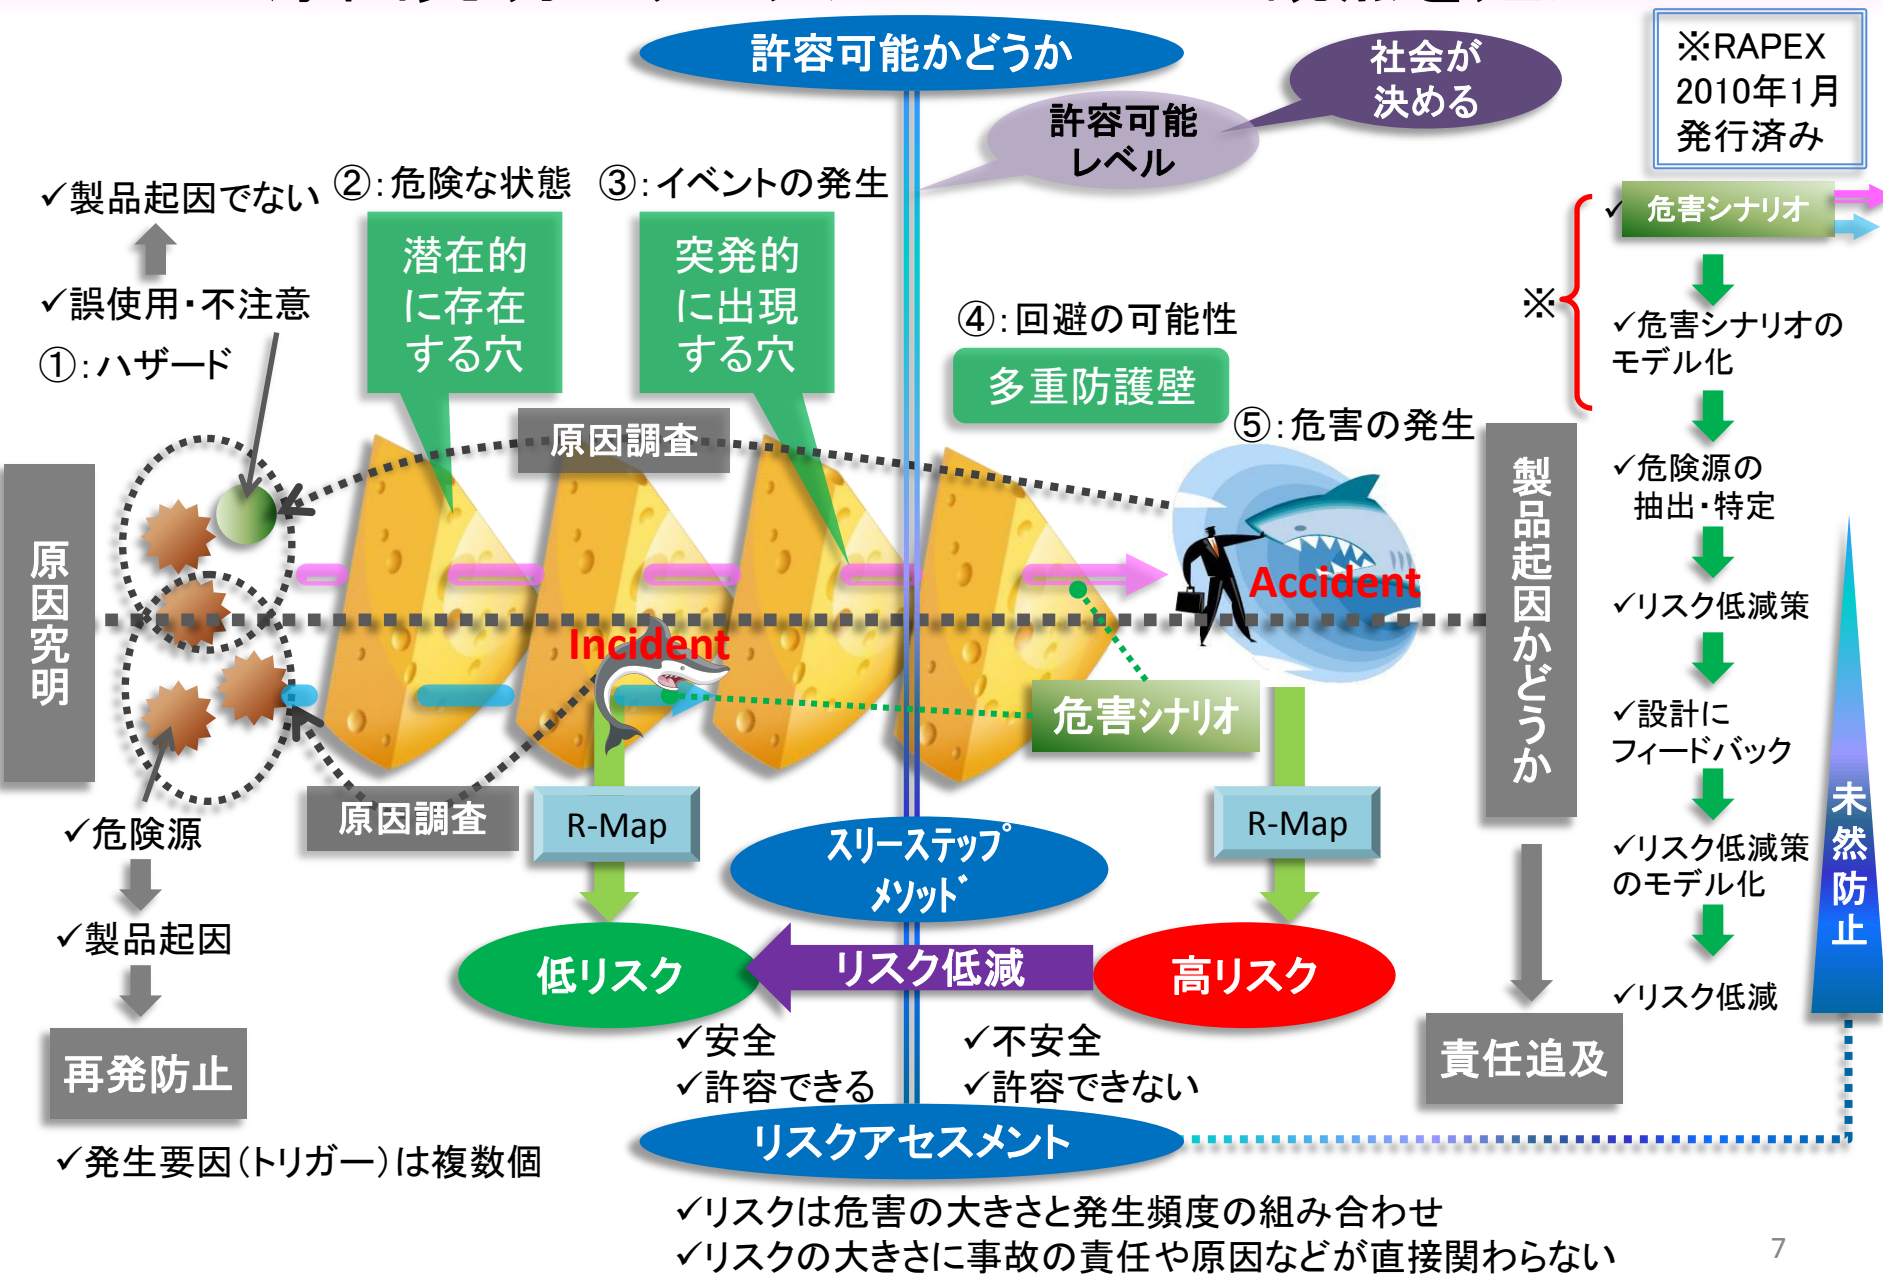 許容可能かどうか
社会が
決める
許容可能
レベル
※RAPEX
2010年1月
発行済み
✓製品起因でない
②：危険な状態
③：イベントの発生
✓誤使用・不注意
①：ハザード
潜在的
に存在
する穴
突発的
に出現
する穴
④：回避の可能性
多重防護壁
⑤：危害の発生
原因調査
原因究明
Incident
Accident
危害シナリオ
製品起因かどうか
原因調査
R-Map
R-Map
✓危険源
✓製品起因
再発防止
✓発生要因（トリガー）は複数個
スリーステップ
メソッド
低リスク
リスク低減
高リスク
✓安全
✓許容できる
✓不安全
✓許容できない
責任追及
リスクアセスメント
✓リスクは危害の大きさと発生頻度の組み合わせ
✓リスクの大きさに事故の責任や原因などが直接関わらない
※
✓危害シナリオ
✓危害シナリオの
モデル化
✓危険源の
抽出・特定
✓リスク低減策
✓設計に
フィードバック
✓リスク低減策
のモデル化
✓リスク低減
未然防止
7